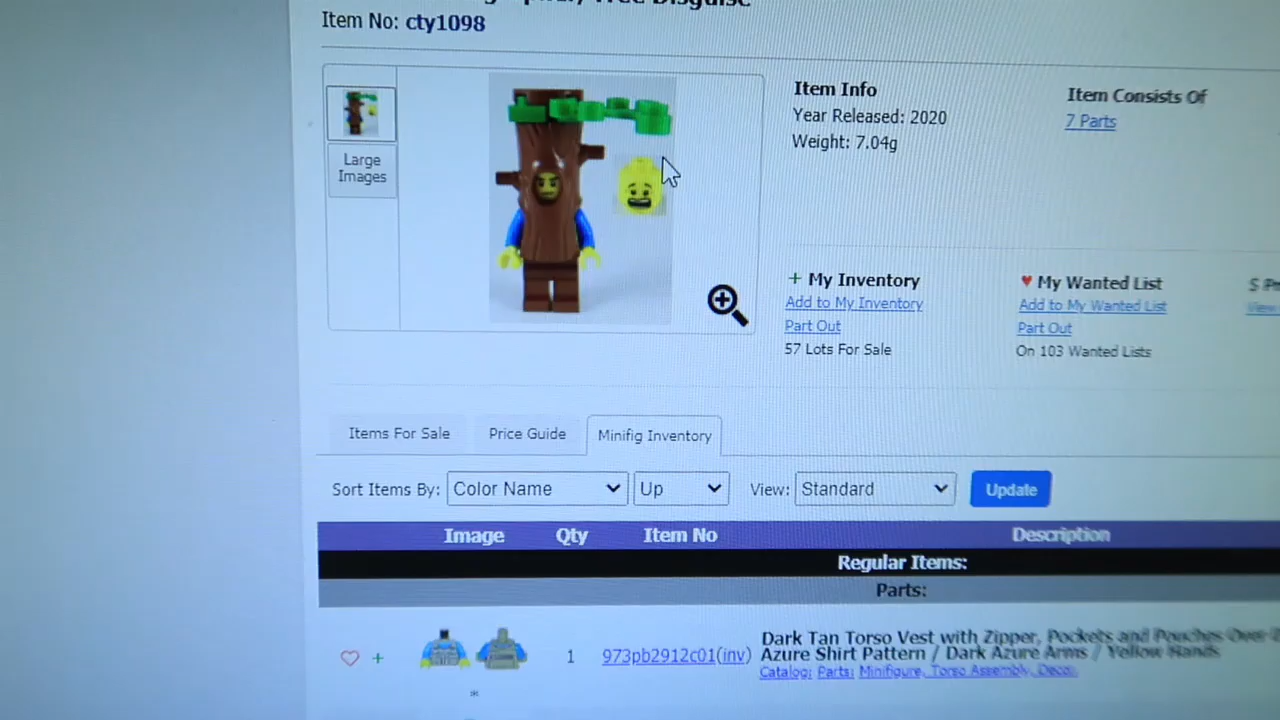 Tree Disguise
Item No: cty1098
Large
Images
Item Info
Year Released: 2020
Weight: 7.04g
Item Consists Of
7 Parts
+ My Inventory
Add to My Inventory
Part Out
57 Lots For Sale
♥ My Wanted List
Add to My Wanted List
Part Out
On 103 Wanted Lists
Items For Sale
Price Guide
Minifig Inventory
Sort Items By: Color Name Up View: Standard Update
Image Qty Item No Description
Regular Items:
Parts:
+ 1 973pb2912c01(inv)
Dark Tan Torso Vest with Zipper, Pockets and Pouches Over
Azure Shirt Pattern / Dark Azure Arms / Yellow Hands
Catalog: Parts: Minifigure, Torso Assembly, Decor.
*